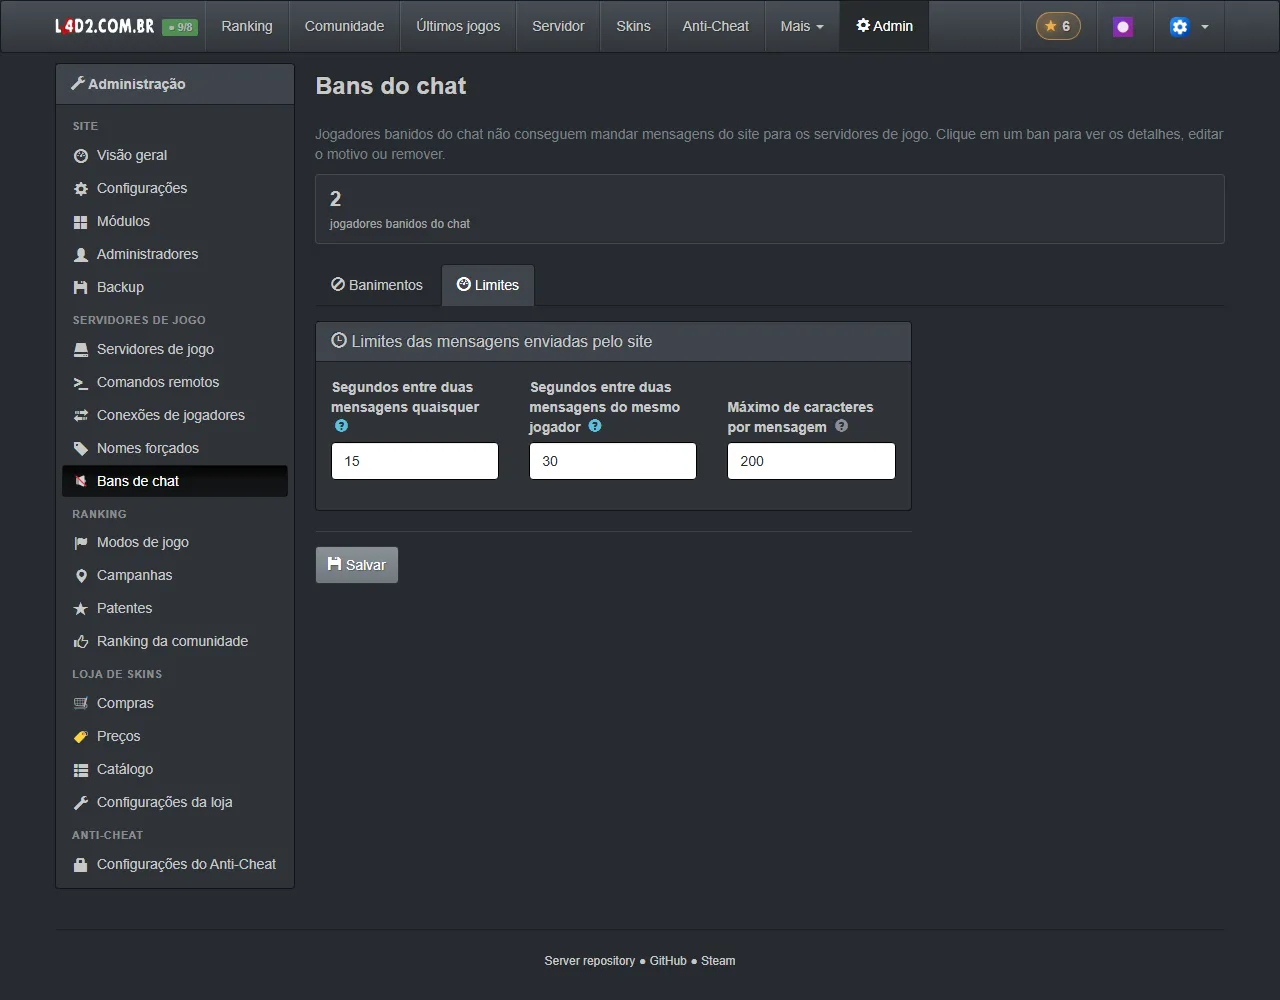 L4D2.COM.BR
9/8
Ranking
Comunidade
Últimos jogos
Servidor
Skins
Anti-Cheat
Mais
Admin
6
Administração
SITE
Visão geral
Configurações
Módulos
Administradores
Backup
SERVIDORES DE JOGO
Servidores de jogo
Comandos remotos
Conexões de jogadores
Nomes forçados
Bans de chat
RANKING
Modos de jogo
Campanhas
Patentes
Ranking da comunidade
LOJA DE SKINS
Compras
Preços
Catálogo
Configurações da loja
ANTI-CHEAT
Configurações do Anti-Cheat
Bans do chat
Jogadores banidos do chat não conseguem mandar mensagens do site para os servidores de jogo. Clique em um ban para ver os detalhes, editar
o motivo ou remover.
2
jogadores banidos do chat
Banimentos
Limites
Limites das mensagens enviadas pelo site
Segundos entre duas
mensagens quaisquer
?
15
Segundos entre duas
mensagens do mesmo
jogador ?
30
Máximo de caracteres
por mensagem ?
200
Salvar
Server repository ● GitHub ● Steam